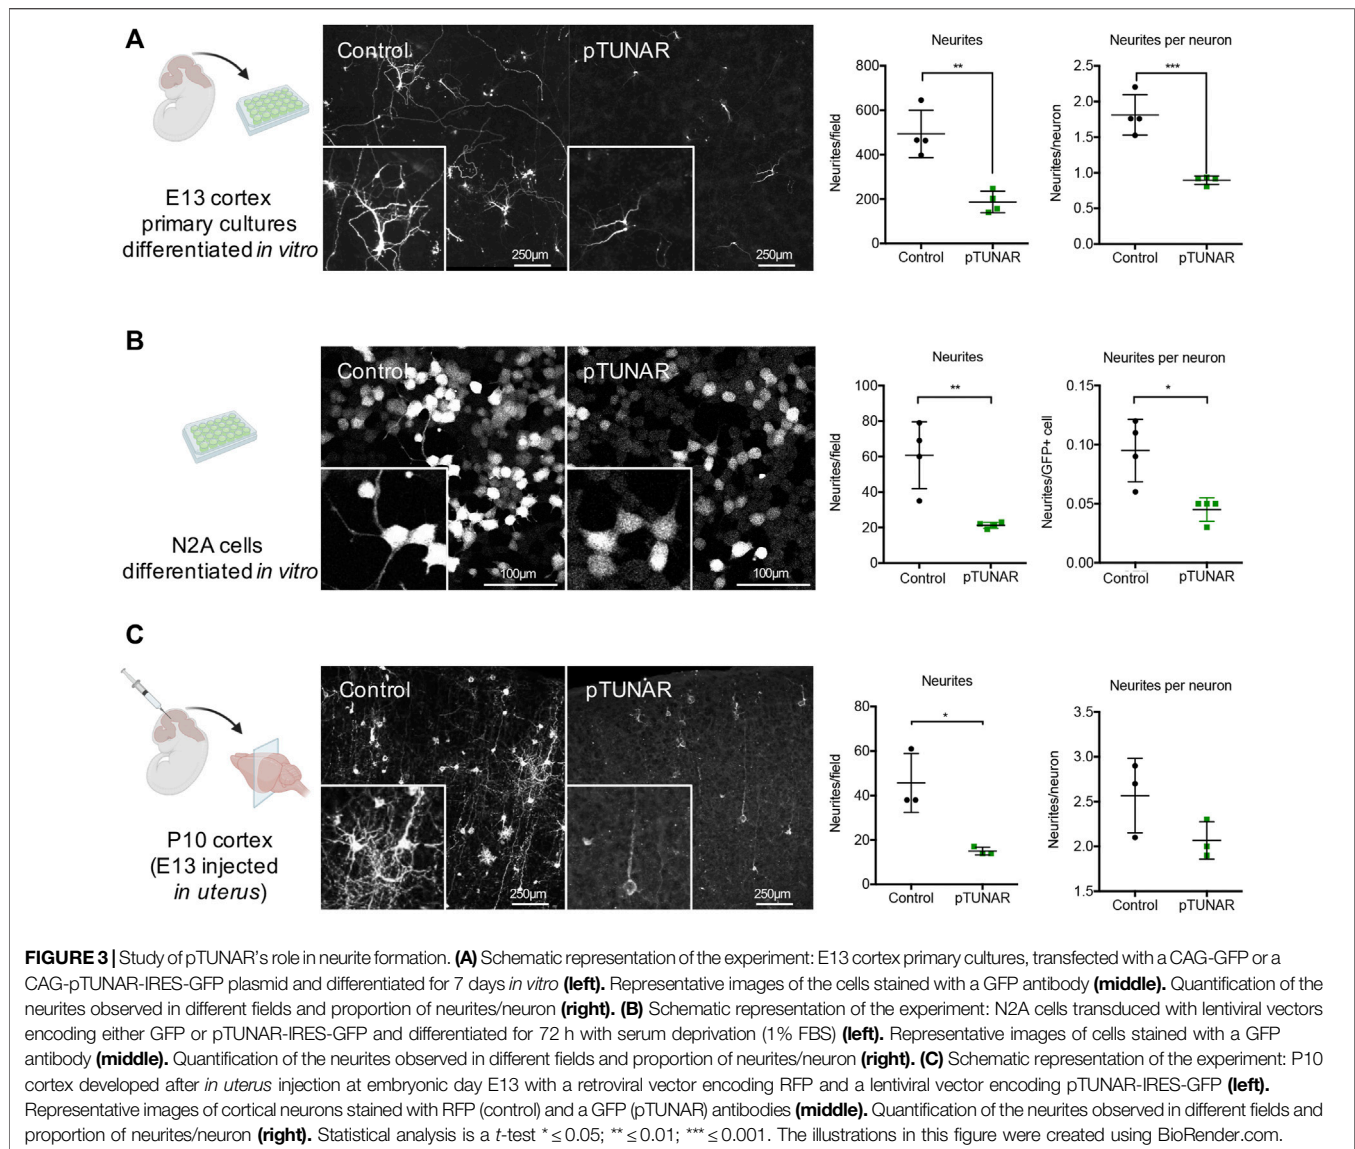 A
Control
pTUNAR
250µm
250µm
E13 cortex
primary cultures
differentiated in vitro
Neurites
Neurites/field
800
600
400
200
0
**
Control
pTUNAR
Neurites per neuron
Neurites/neuron
2.5
2.0
1.5
1.0
0.5
0.0
***
Control
pTUNAR
B
Control
pTUNAR
100µm
100µm
N2A cells
differentiated in vitro
Neurites
Neurites/field
100
80
60
40
20
0
**
Control
pTUNAR
Neurites per neuron
Neurites/GFP+ cell
0.15
0.10
0.05
0.00
*
Control
pTUNAR
C
Control
pTUNAR
250µm
250µm
P10 cortex
(E13 injected
in uterus)
Neurites
Neurites/field
80
60
40
20
0
*
Control
pTUNAR
Neurites per neuron
Neurites/neuron
3.5
3.0
2.5
2.0
1.5
Control
pTUNAR
FIGURE 3 | Study of pTUNAR's role in neurite formation. (A) Schematic representation of the experiment: E13 cortex primary cultures, transfected with a CAG-GFP or a
CAG-pTUNAR-IRES-GFP plasmid and differentiated for 7 days in vitro (left). Representative images of the cells stained with a GFP antibody (middle). Quantification of the
neurites observed in different fields and proportion of neurites/neuron (right). (B) Schematic representation of the experiment: N2A cells transduced with lentiviral vectors
encoding either GFP or pTUNAR-IRES-GFP and differentiated for 72 h with serum deprivation (1% FBS) (left). Representative images of cells stained with a GFP
antibody (middle). Quantification of the neurites observed in different fields and proportion of neurites/neuron (right). (C) Schematic representation of the experiment: P10
cortex developed after in uterus injection at embryonic day E13 with a retroviral vector encoding RFP and a lentiviral vector encoding pTUNAR-IRES-GFP (left).
Representative images of cortical neurons stained with RFP (control) and a GFP (pTUNAR) antibodies (middle). Quantification of the neurites observed in different fields and
proportion of neurites/neuron (right). Statistical analysis is a t-test * ≤ 0.05; ** ≤ 0.01; *** ≤ 0.001. The illustrations in this figure were created using BioRender.com.